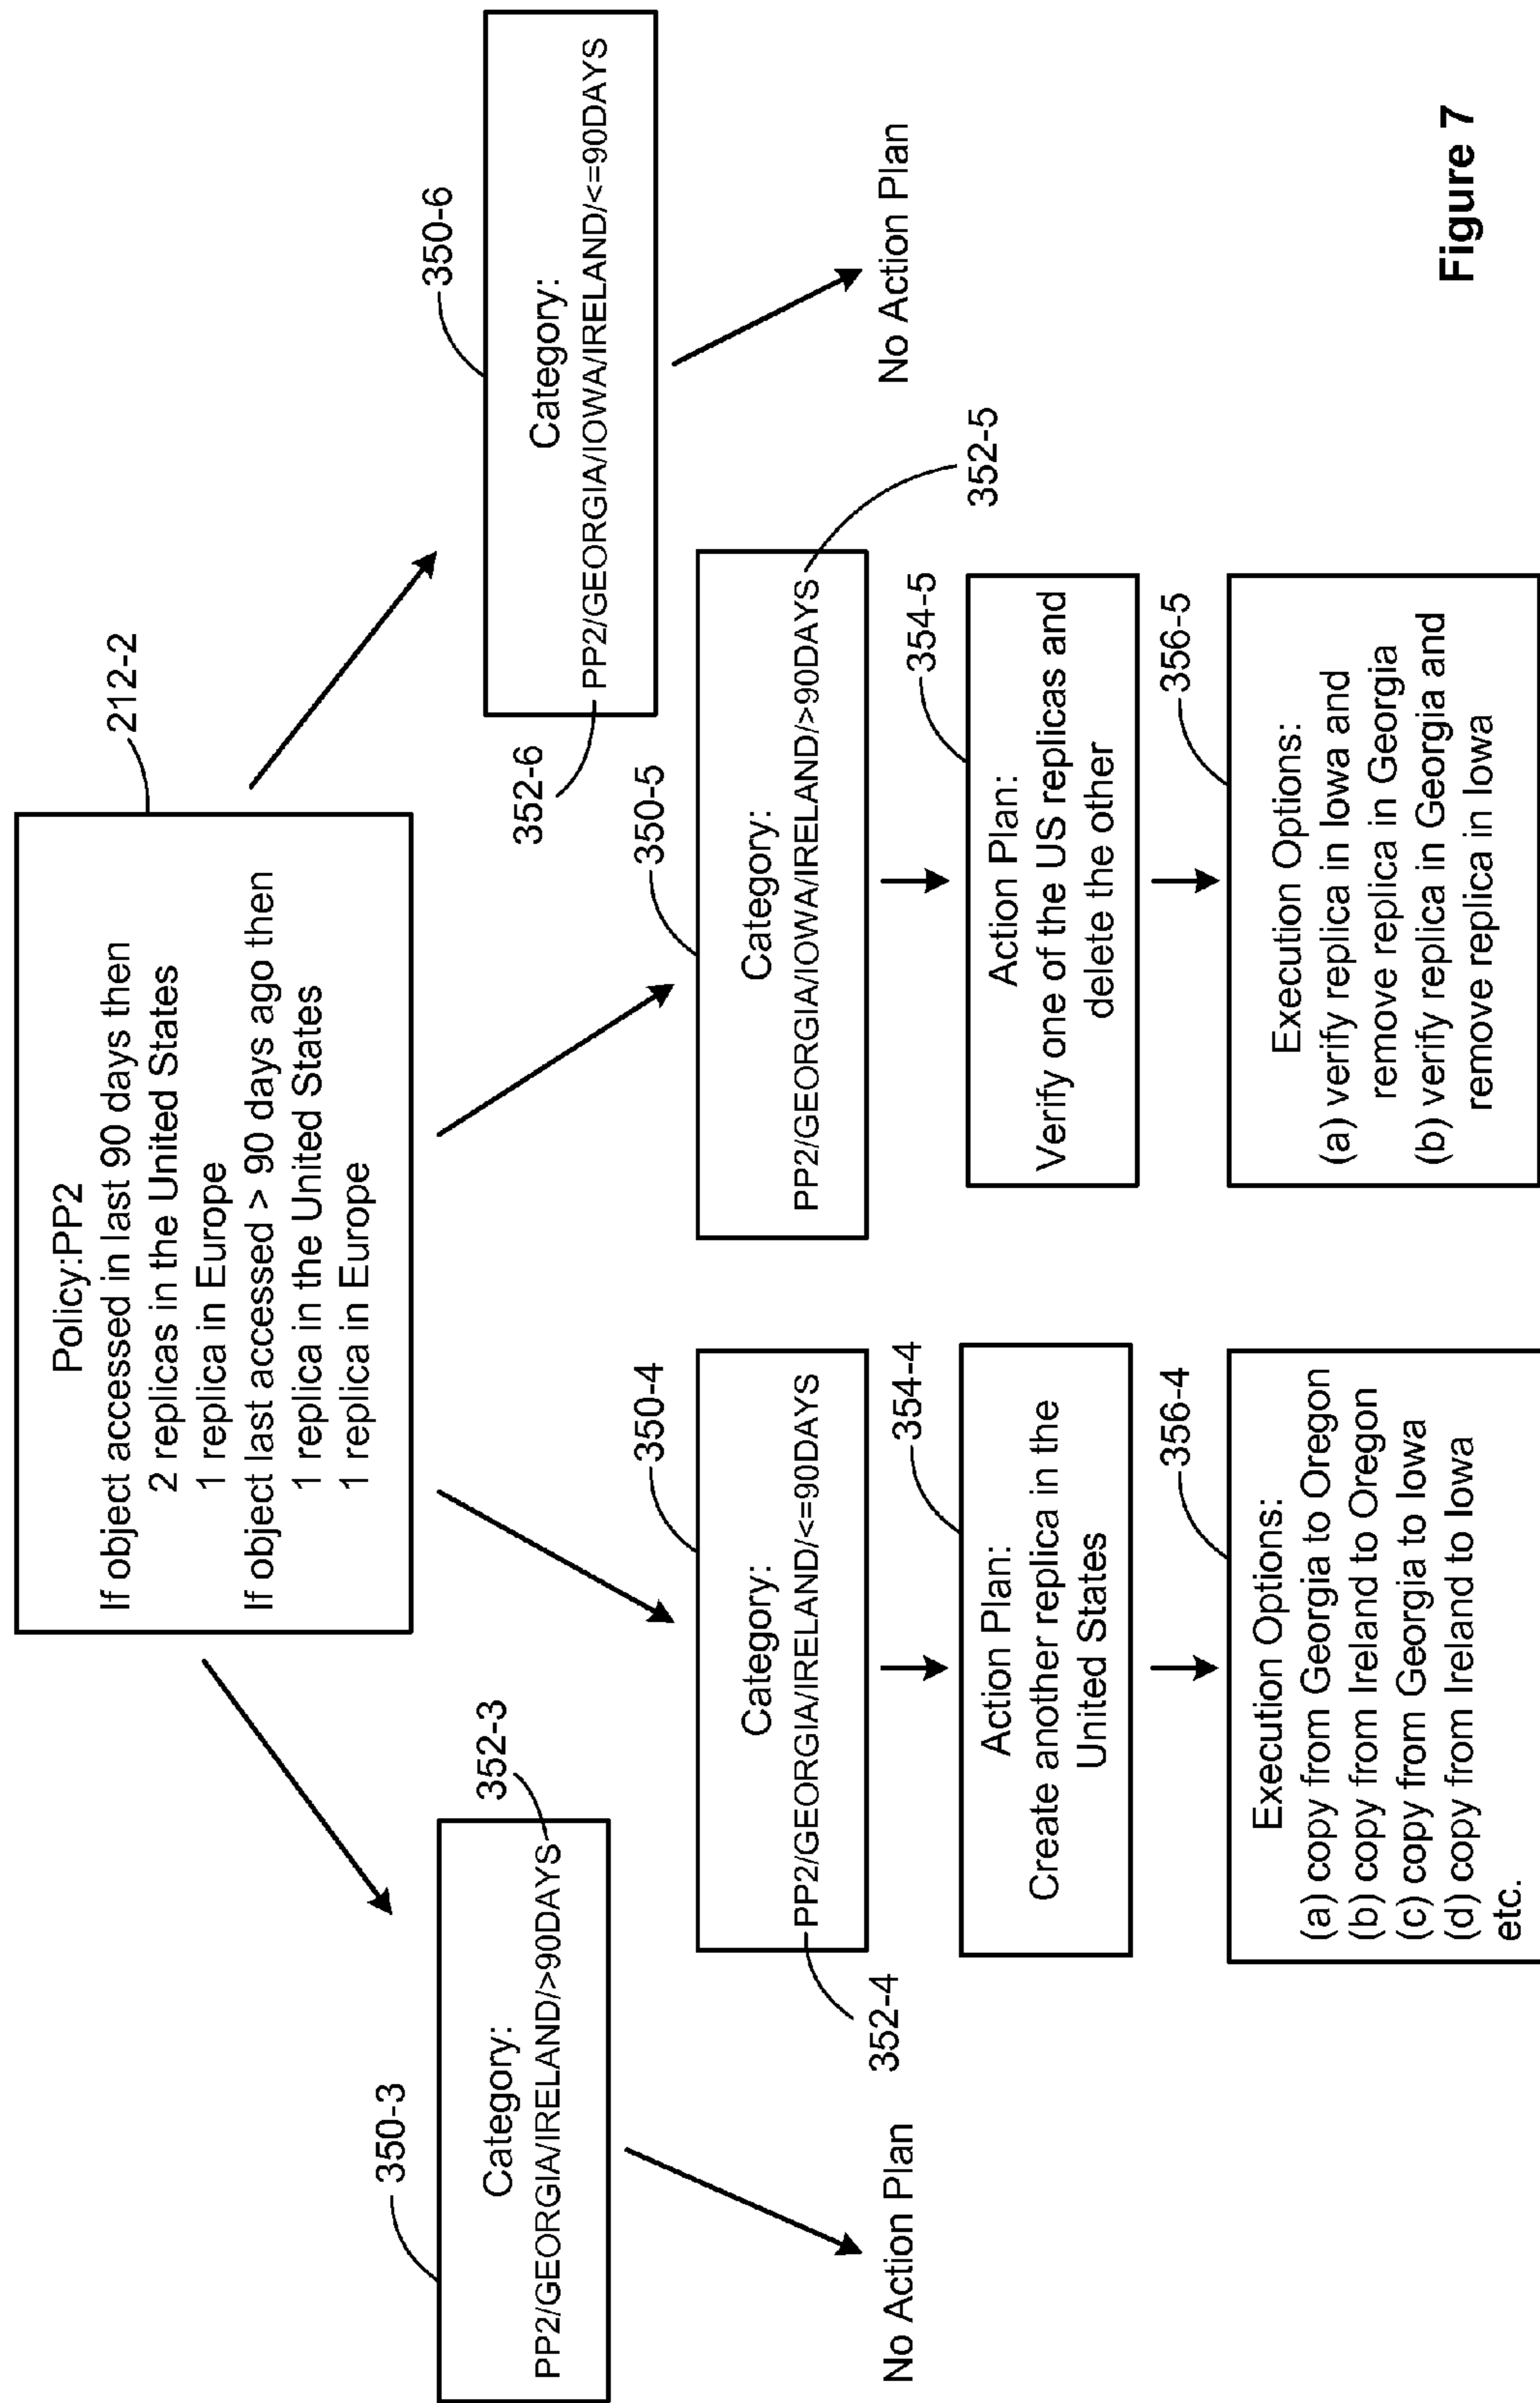 Policy:PP2
If object accessed in last 90 days then
2 replicas in the United States
1 replica in Europe
If object last accessed > 90 days ago then
1 replica in the United States
1 replica in Europe
212-2
350-3
Category:
PP2/GEORGIA/IRELAND/>90DAYS
352-3
No Action Plan
350-4
Category:
PP2/GEORGIA/IRELAND/<=90DAYS
352-4
354-4
Action Plan:
Create another replica in the
United States
356-4
Execution Options:
(a) copy from Georgia to Oregon
(b) copy from Ireland to Oregon
(c) copy from Georgia to Iowa
(d) copy from Ireland to Iowa
etc.
350-5
Category:
PP2/GEORGIA/IOWA/IRELAND/>90DAYS
352-5
354-5
Action Plan:
Verify one of the US replicas and
delete the other
356-5
Execution Options:
(a) verify replica in Iowa and
remove replica in Georgia
(b) verify replica in Georgia and
remove replica in Iowa
350-6
Category:
PP2/GEORGIA/IOWA/IRELAND/<=90DAYS
352-6
No Action Plan
Figure 7